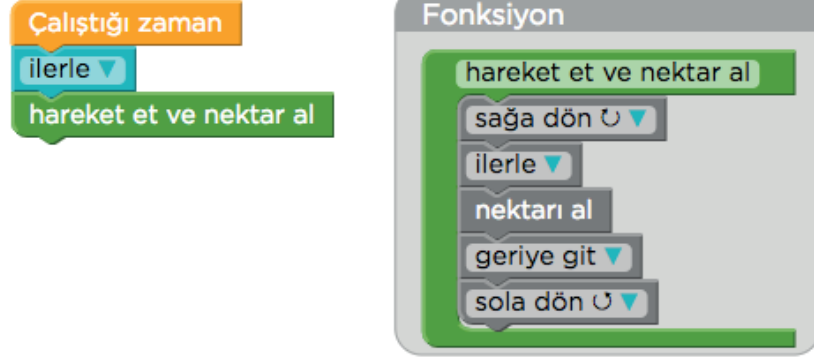 Çalıştığı zaman
ilerle
hareket et ve nektar al
Fonksiyon
hareket et ve nektar al
sağa dön ↻
ilerle
nektarı al
geriye git
sola dön ↺